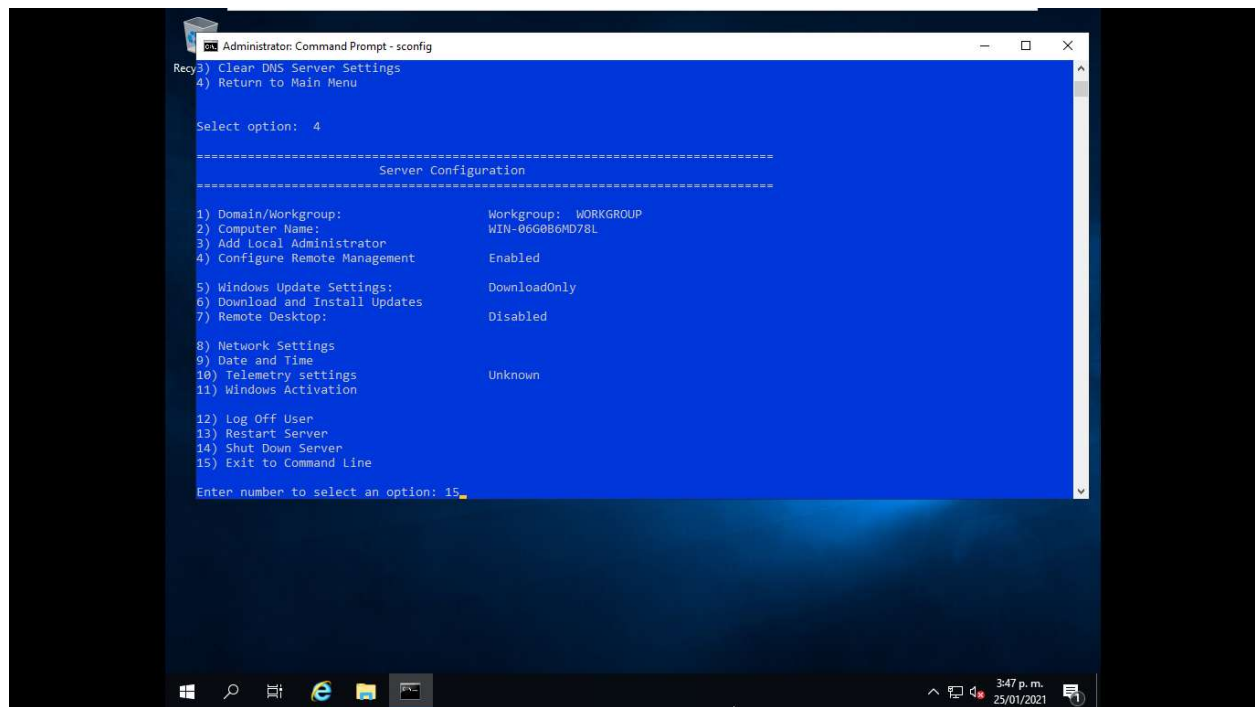 Administrator: Command Prompt - sconfig
Recy
3) Clear DNS Server Settings
4) Return to Main Menu
Select option:  4
===============================================================================
Server Configuration
===============================================================================
1) Domain/Workgroup: Workgroup:  WORKGROUP
2) Computer Name: WIN-06G0B6MD78L
3) Add Local Administrator
4) Configure Remote Management Enabled
5) Windows Update Settings: DownloadOnly
6) Download and Install Updates
7) Remote Desktop: Disabled
8) Network Settings
9) Date and Time
10) Telemetry settings Unknown
11) Windows Activation
12) Log Off User
13) Restart Server
14) Shut Down Server
15) Exit to Command Line
Enter number to select an option: 15_
3:47 p. m.
25/01/2021
1